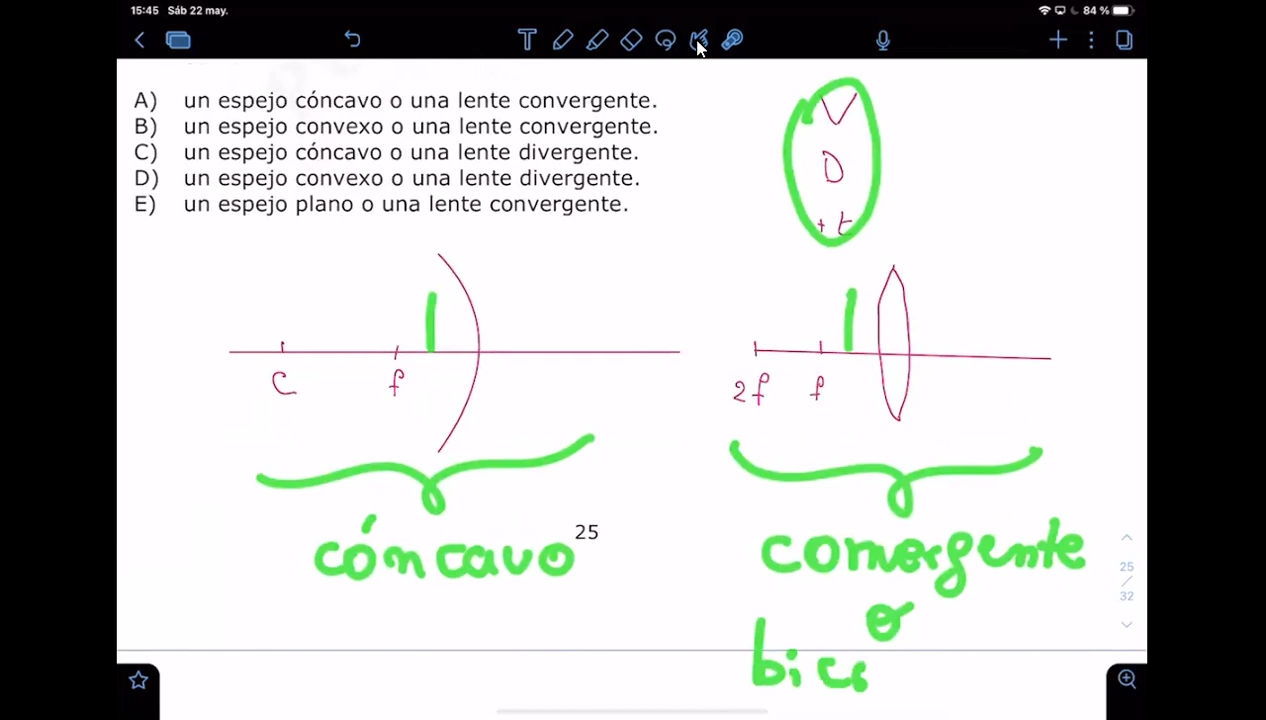 15:45 Sáb 22 may. 84 %
T
A) un espejo cóncavo o una lente convergente.
B) un espejo convexo o una lente convergente.
C) un espejo cóncavo o una lente divergente.
D) un espejo convexo o una lente divergente.
E) un espejo plano o una lente convergente.
V
D
+t
C f
2f f
cóncavo
25
convergente
o
bico
25
/
32